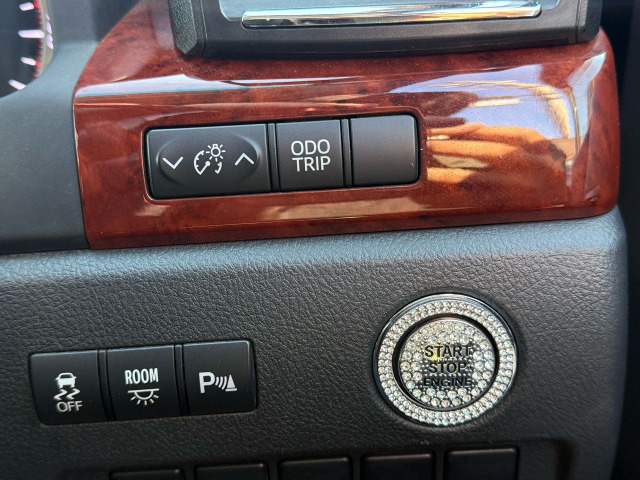 ODO
TRIP
START
STOP
ENGINE
OFF
ROOM
P